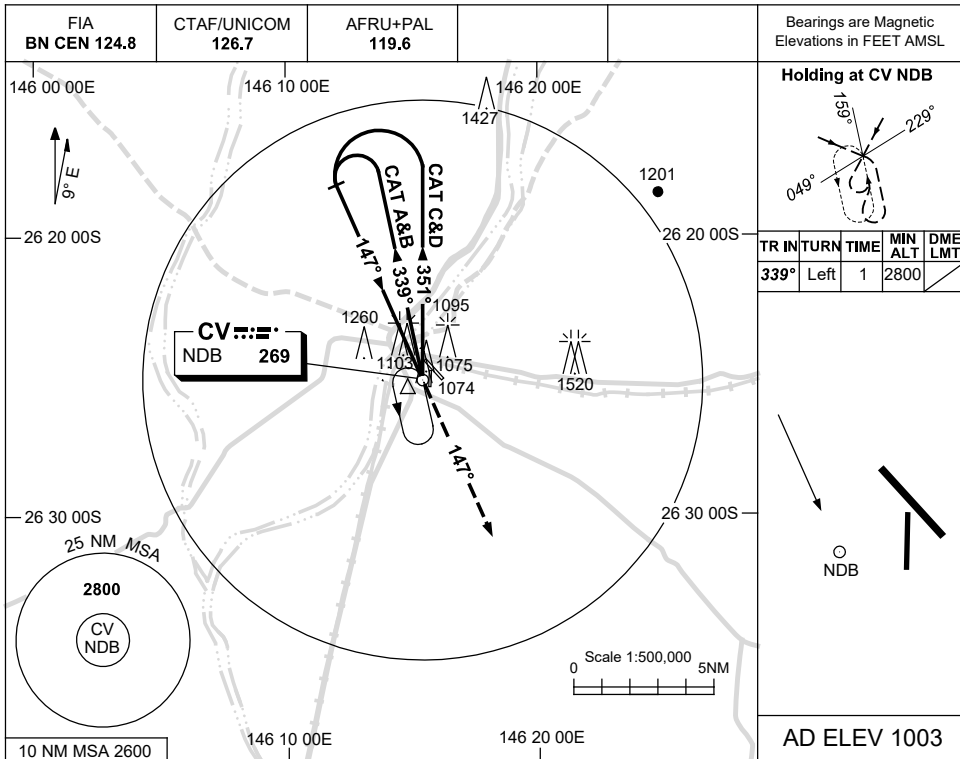 FIA
BN CEN 124.8
CTAF/UNICOM
126.7
AFRU+PAL
119.6
Bearings are Magnetic
Elevations in FEET AMSL
146 00 00E
146 10 00E
146 20 00E
1427
9° E
1201
26 20 00S
26 20 00S
CAT A&B
CAT C&D
147°
339°
351°
1095
1260
CV
NDB 269
1103
1075
1074
1520
147°
26 30 00S
26 30 00S
25 NM MSA
2800
CV
NDB
Scale 1:500,000
0 5NM
146 10 00E
146 20 00E
10 NM MSA 2600
Holding at CV NDB
159°
229°
049°
TR IN TURN TIME MIN ALT DME LMT
339° Left 1 2800
NDB
AD ELEV 1003